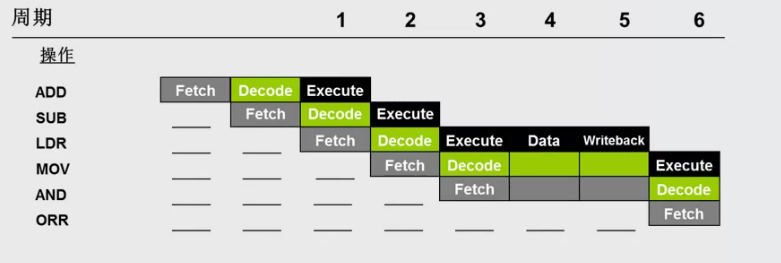 周期 1 2 3 4 5 6
操作
ADD Fetch Decode Execute
SUB Fetch Decode Execute
LDR Fetch Decode Execute Data Writeback
MOV Fetch Decode Execute
AND Fetch Decode
ORR Fetch